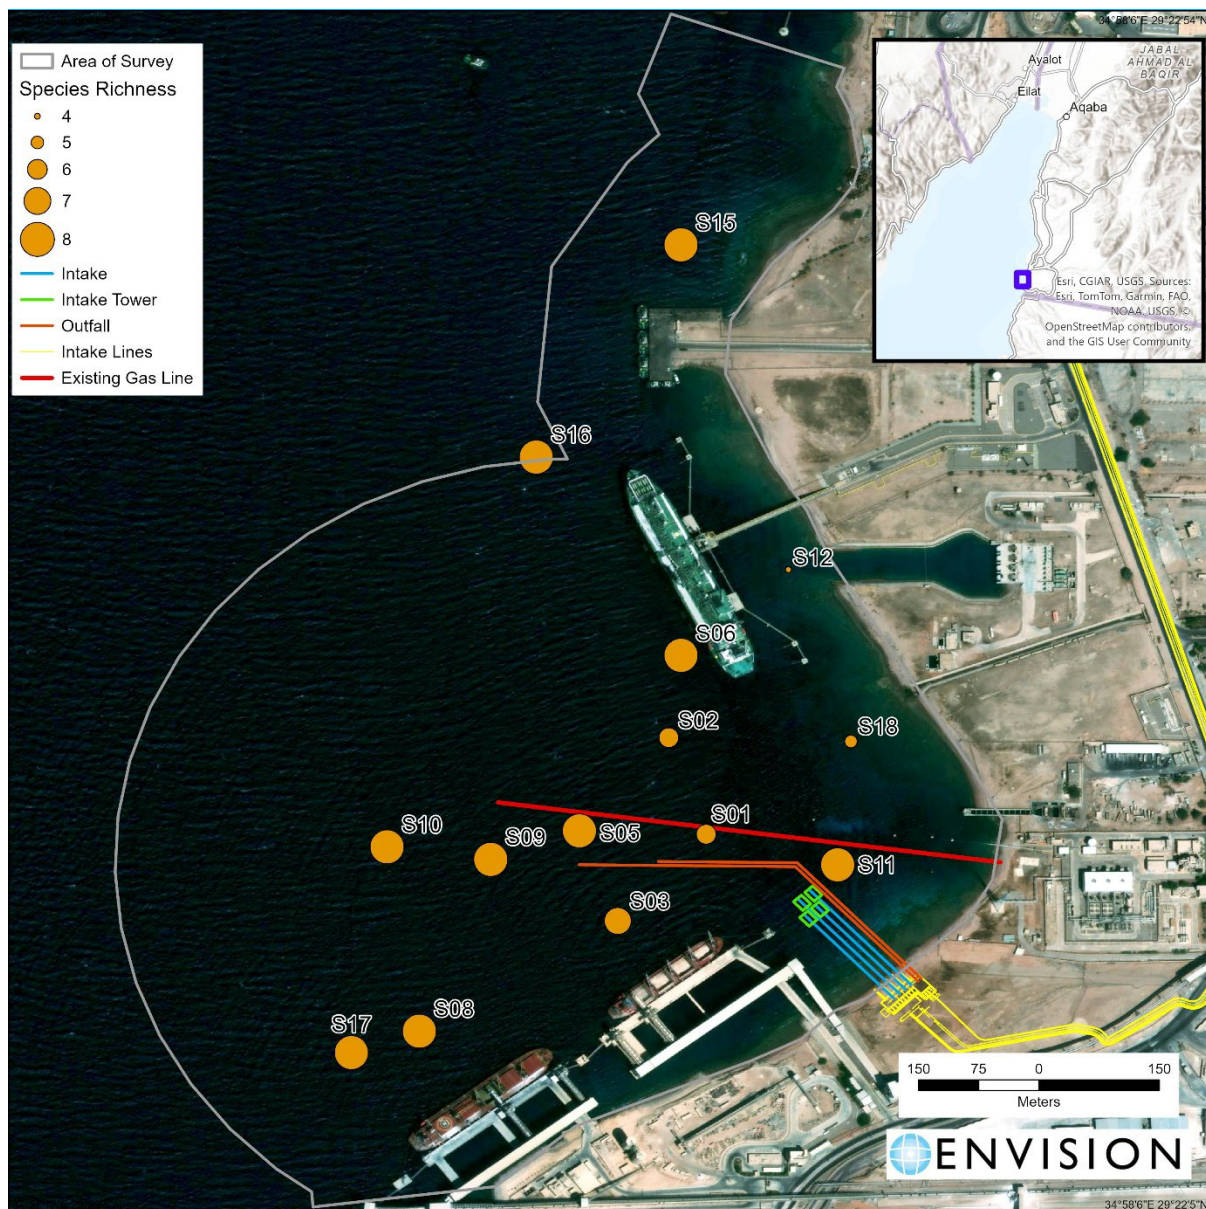 34°58'6"E 29°22'54"N
Area of Survey
Species Richness
4
5
6
7
8
Intake
Intake Tower
Outfall
Intake Lines
Existing Gas Line
JABAL
AHMAD AL
BAQIR
Ayalot
Eilat
Aqaba
Esri, CGIAR, USGS, Sources:
Esri, TomTom, Garmin, FAO,
NOAA, USGS, ©
OpenStreetMap contributors,
and the GIS User Community
S15
S16
S12
S06
S02
S18
S01
S05
S10
S09
S11
S03
S08
S17
150 75 0 150
Meters
ENVISION
34°58'6"E 29°22'5"N